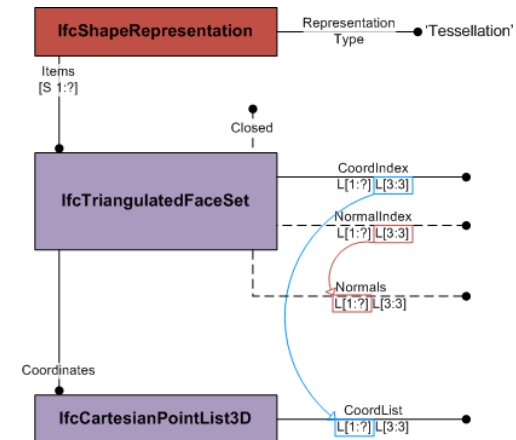 IfcShapeRepresentation
Representation
Type
'Tessellation'
Items
[S 1:?]
Closed
IfcTriangulatedFaceSet
CoordIndex
L[1:?] L[3:3]
NormalIndex
L[1:?] L[3:3]
Normals
L[1:?] L[3:3]
Coordinates
IfcCartesianPointList3D
CoordList
L[1:?] L[3:3]